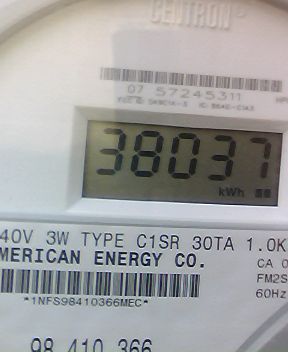 CENTRON®
07 57245311
38037
kWh
40V 3W TYPE C1SR 30TA 1.0K
MERICAN ENERGY CO.
CA 0
FM2S
60Hz
*1NFS98410366MEC*
98 410 366